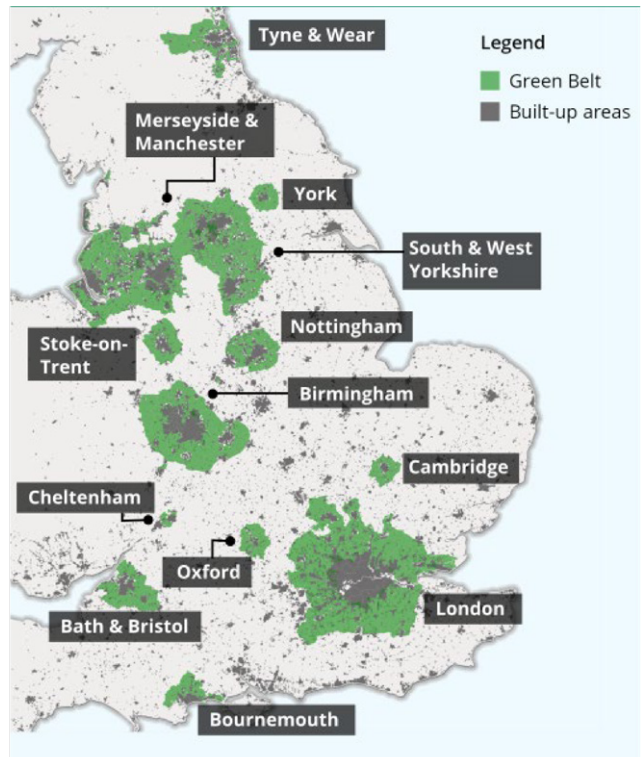 Tyne & Wear
Legend
Green Belt
Built-up areas
Merseyside &
Manchester
York
South & West
Yorkshire
Stoke-on-
Trent
Nottingham
Birmingham
Cambridge
Cheltenham
Oxford
London
Bath & Bristol
Bournemouth